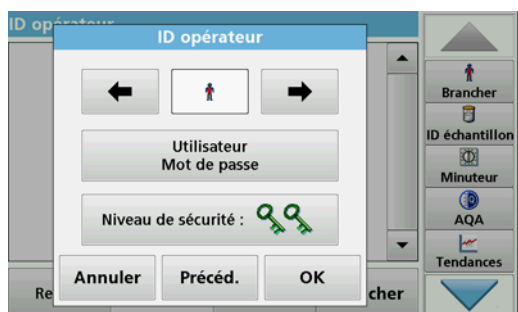 ID opérateur
ID opérateur
Utilisateur
Mot de passe
Niveau de sécurité :
Annuler
Précéd.
OK
Brancher
ID échantillon
Minuteur
AQA
Tendances